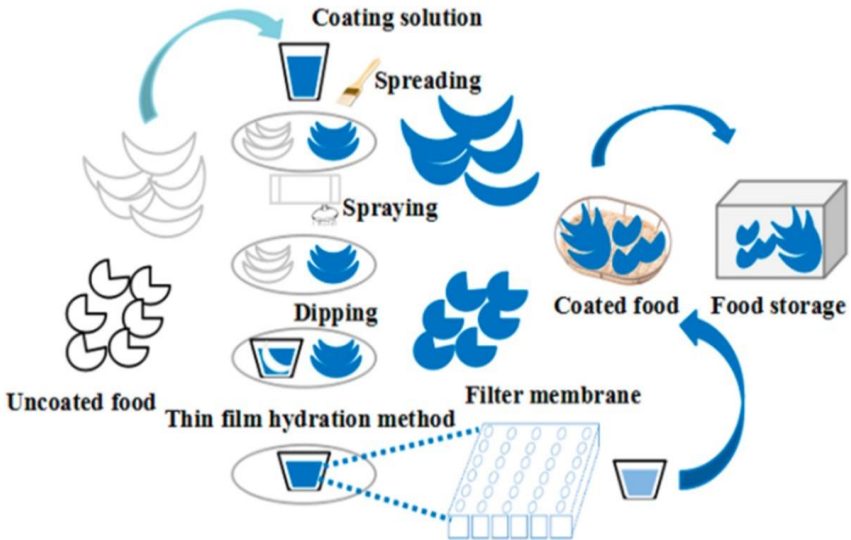 Coating solution
Spreading
Spraying
Dipping
Coated food
Food storage
Uncoated food
Filter membrane
Thin film hydration method